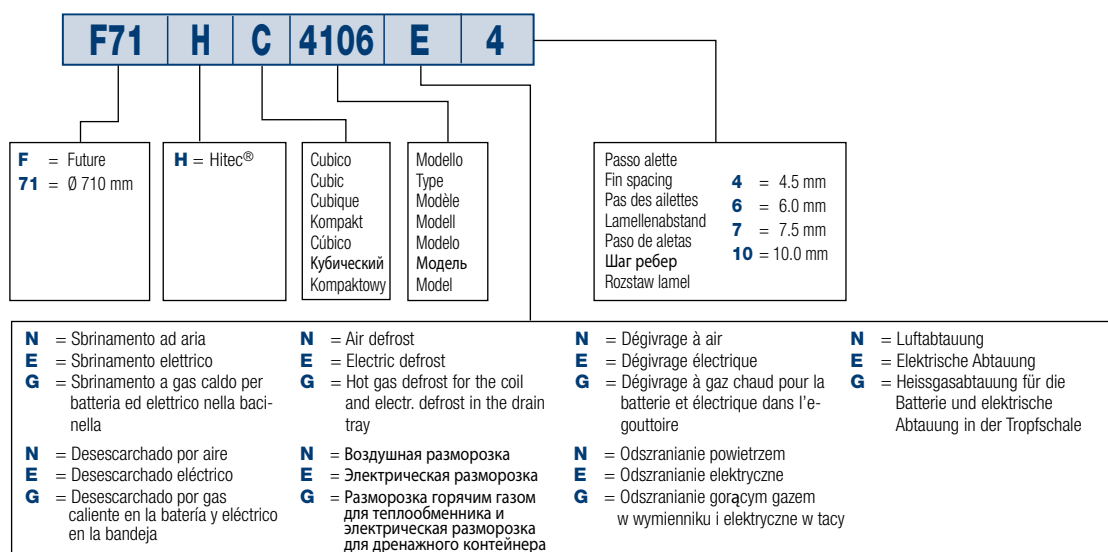 F71 H C 4106 E 4
F = Future
71 = Ø 710 mm
H = Hitec®
Cubico
Cubic
Cubique
Kompakt
Cúbico
Кубический
Kompaktowy
Modello
Type
Modèle
Modell
Modelo
Модель
Model
Passo alette
Fin spacing
Pas des ailettes
Lamellenabstand
Paso de aletas
Шаг ребер
Rozstaw lamel
4 = 4.5 mm
6 = 6.0 mm
7 = 7.5 mm
10 = 10.0 mm
N = Sbrinamento ad aria
E = Sbrinamento elettrico
G = Sbrinamento a gas caldo per
batteria ed elettrico nella baci-
nella
N = Air defrost
E = Electric defrost
G = Hot gas defrost for the coil
and electr. defrost in the drain
tray
N = Dégivrage à air
E = Dégivrage électrique
G = Dégivrage à gaz chaud pour la
batterie et électrique dans l'e-
gouttoire
N = Luftabtauung
E = Elektrische Abtauung
G = Heissgasabtauung für die
Batterie und elektrische
Abtauung in der Tropfschale
N = Desescarchado por aire
E = Desescarchado eléctrico
G = Desescarchado por gas
caliente en la batería y eléctrico
en la bandeja
N = Воздушная разморозка
E = Электрическая разморозка
G = Разморозка горячим газом
для теплообменника и
электрическая разморозка
для дренажного контейнера
N = Odszranianie powietrzem
E = Odszranianie elektryczne
G = Odszranianie gorącym gazem
w wymienniku i elektryczne w tacy